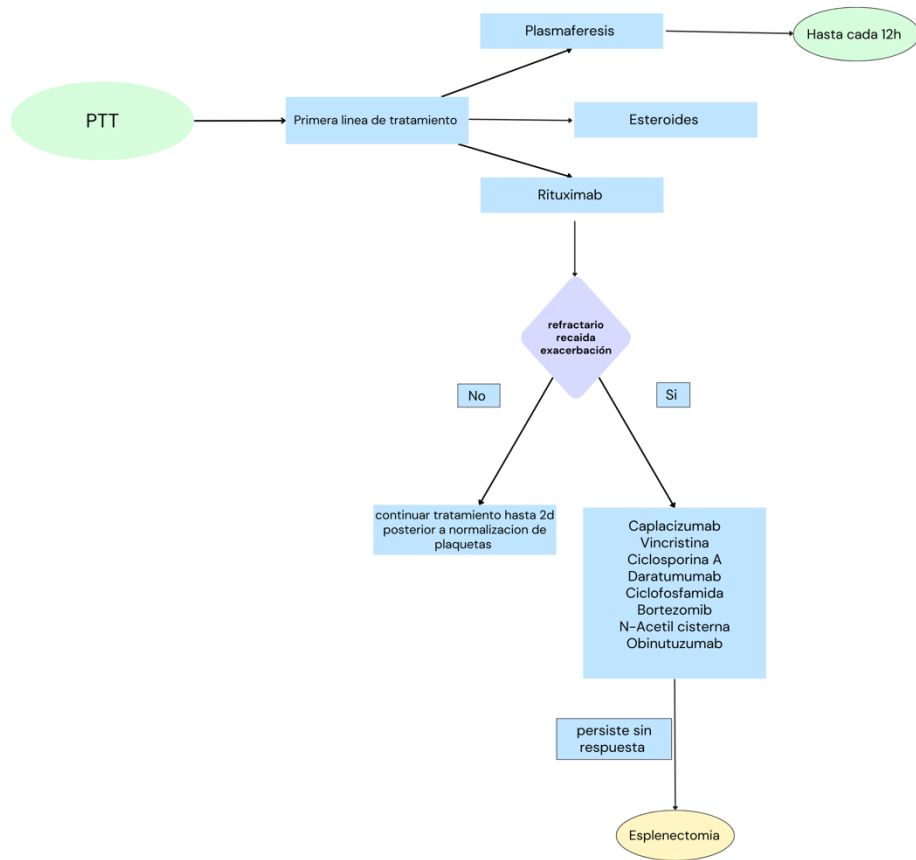 Plasmaferesis
Hasta cada 12h
PTT
Primera linea de tratamiento
Esteroides
Rituximab
refractario
recaida
exacerbación
No
Si
continuar tratamiento hasta 2d
posterior a normalizacion de
plaquetas
Caplacizumab
Vincristina
Ciclosporina A
Daratumumab
Ciclofosfamida
Bortezomib
N-Acetil cisterna
Obinutuzumab
persiste sin
respuesta
Esplenectomia